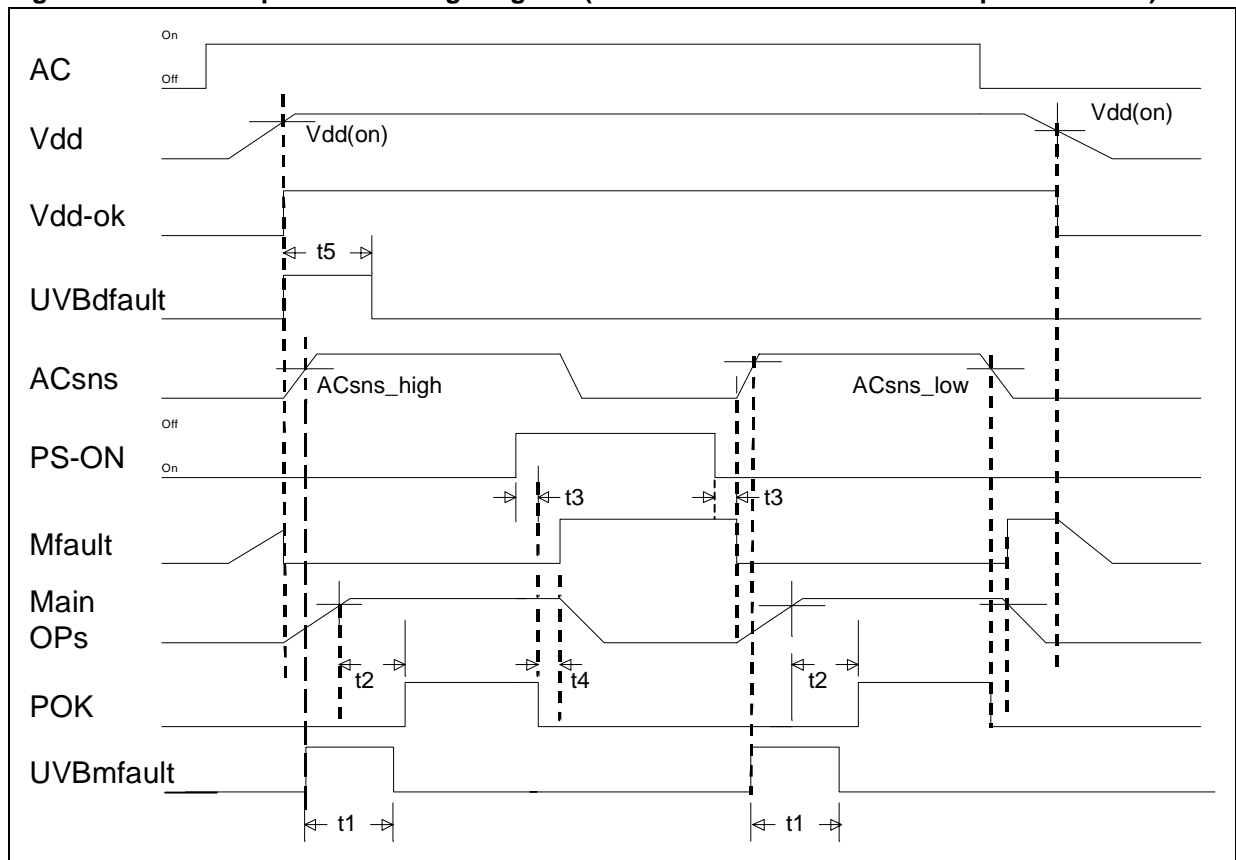 On
AC
Off
Vdd(on)
Vdd(on)
Vdd
Vdd-ok
t5
UVBdfault
ACsns
ACsns_high
ACsns_low
Off
PS-ON
On
t3
t3
Mfault
Main
OPs
t2
t4
t2
POK
UVBmfault
t1
t1